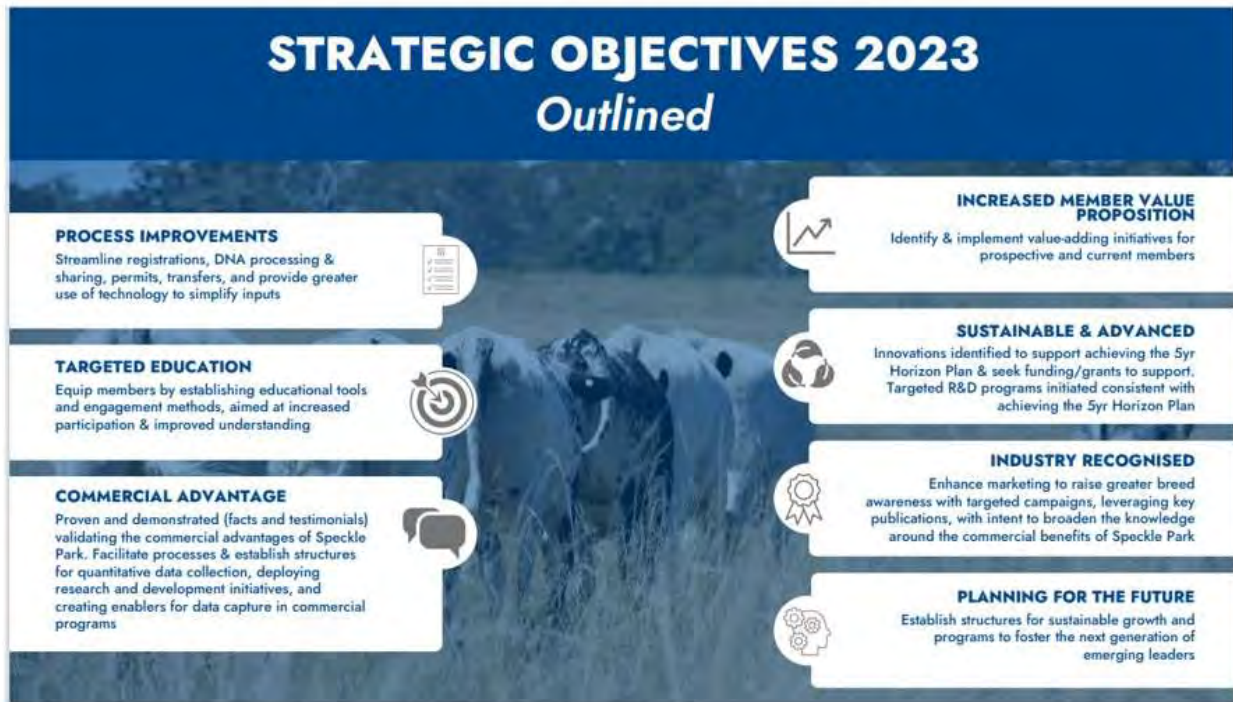 STRATEGIC OBJECTIVES 2023
Outlined
PROCESS IMPROVEMENTS
Streamline registrations, DNA processing &
sharing, permits, transfers, and provide greater
use of technology to simplify inputs
TARGETED EDUCATION
Equip members by establishing educational tools
and engagement methods, aimed at increased
participation & improved understanding
COMMERCIAL ADVANTAGE
Proven and demonstrated (facts and testimonials)
validating the commercial advantages of Speckle
Park. Facilitate processes & establish structures
for quantitative data collection, deploying
research and development initiatives, and
creating enablers for data capture in commercial
programs
INCREASED MEMBER VALUE
PROPOSITION
Identify & implement value-adding initiatives for
prospective and current members
SUSTAINABLE & ADVANCED
Innovations identified to support achieving the 5yr
Horizon Plan & seek funding/grants to support.
Targeted R&D programs initiated consistent with
achieving the 5yr Horizon Plan
INDUSTRY RECOGNISED
Enhance marketing to raise greater breed
awareness with targeted campaigns, leveraging key
publications, with intent to broaden the knowledge
around the commercial benefits of Speckle Park
PLANNING FOR THE FUTURE
Establish structures for sustainable growth and
programs to foster the next generation of
emerging leaders